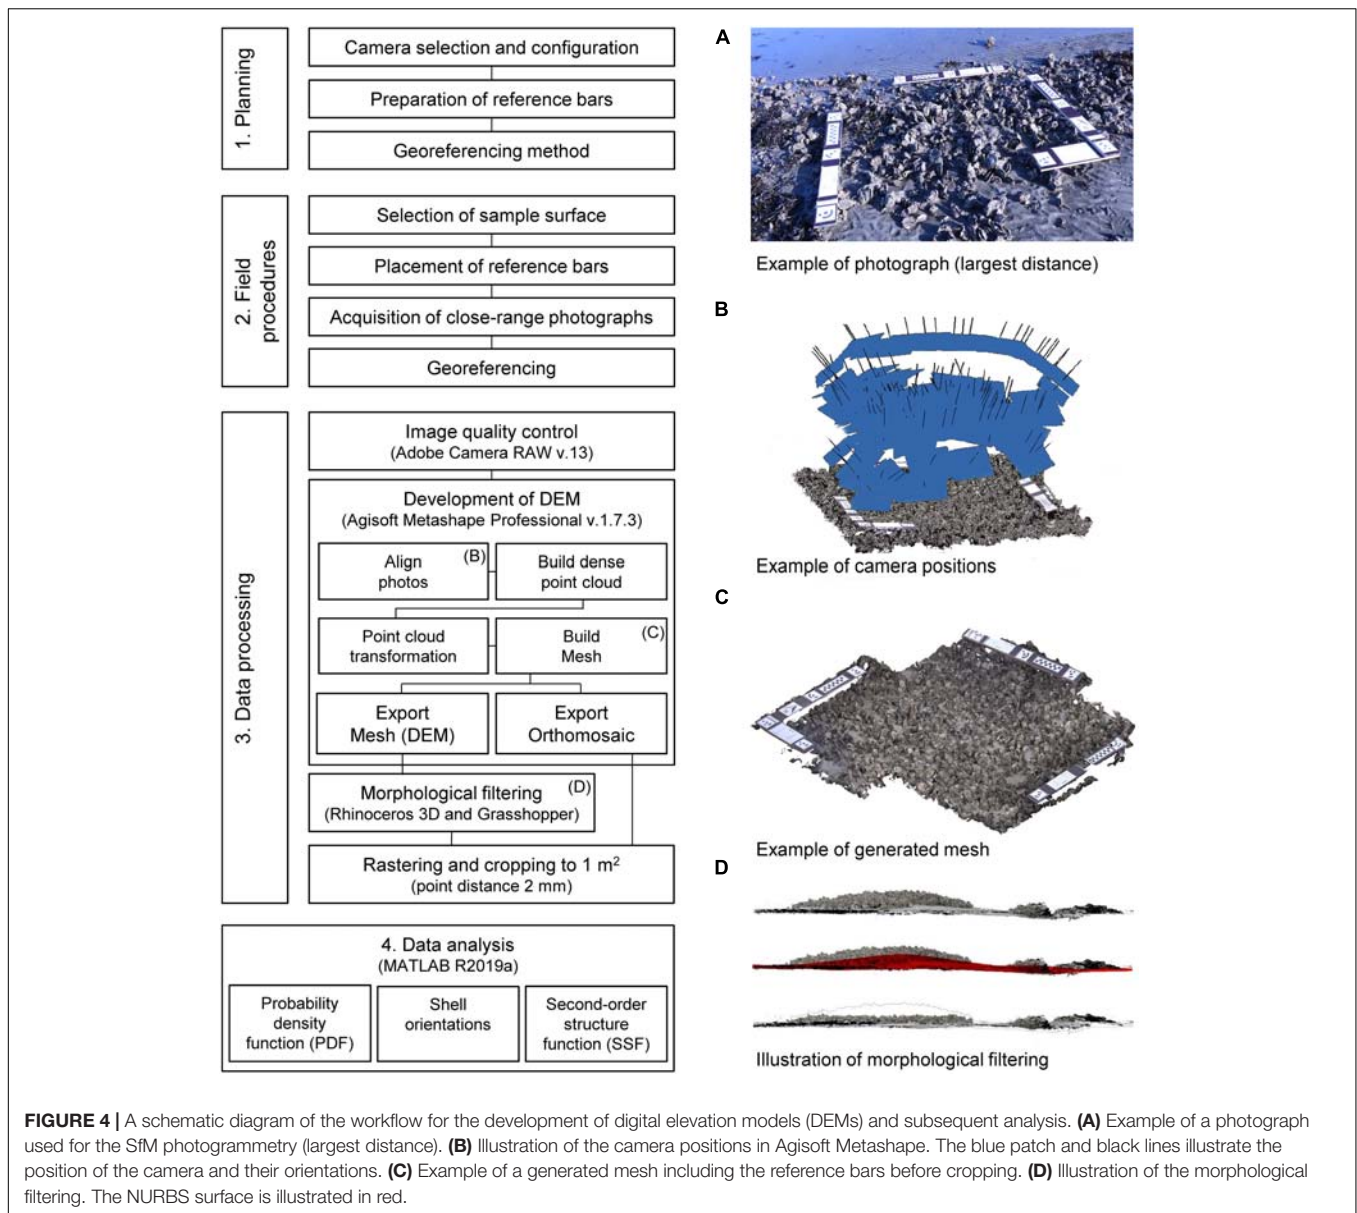 1. Planning
Camera selection and configuration
Preparation of reference bars
Georeferencing method
2. Field
procedures
Selection of sample surface
Placement of reference bars
Acquisition of close-range photographs
Georeferencing
3. Data processing
Image quality control
(Adobe Camera RAW v.13)
Development of DEM
(Agisoft Metashape Professional v.1.7.3)
Align
photos
(B)
Build dense
point cloud
Point cloud
transformation
Build
Mesh
(C)
Export
Mesh (DEM)
Export
Orthomosaic
Morphological filtering
(D)
(Rhinoceros 3D and Grasshopper)
Rastering and cropping to 1 m²
(point distance 2 mm)
4. Data analysis
(MATLAB R2019a)
Probability
density
function (PDF)
Shell
orientations
Second-order
structure
function (SSF)
A
Example of photograph (largest distance)
B
Example of camera positions
C
Example of generated mesh
D
Illustration of morphological filtering
FIGURE 4 | A schematic diagram of the workflow for the development of digital elevation models (DEMs) and subsequent analysis. (A) Example of a photograph
used for the SfM photogrammetry (largest distance). (B) Illustration of the camera positions in Agisoft Metashape. The blue patch and black lines illustrate the
position of the camera and their orientations. (C) Example of a generated mesh including the reference bars before cropping. (D) Illustration of the morphological
filtering. The NURBS surface is illustrated in red.